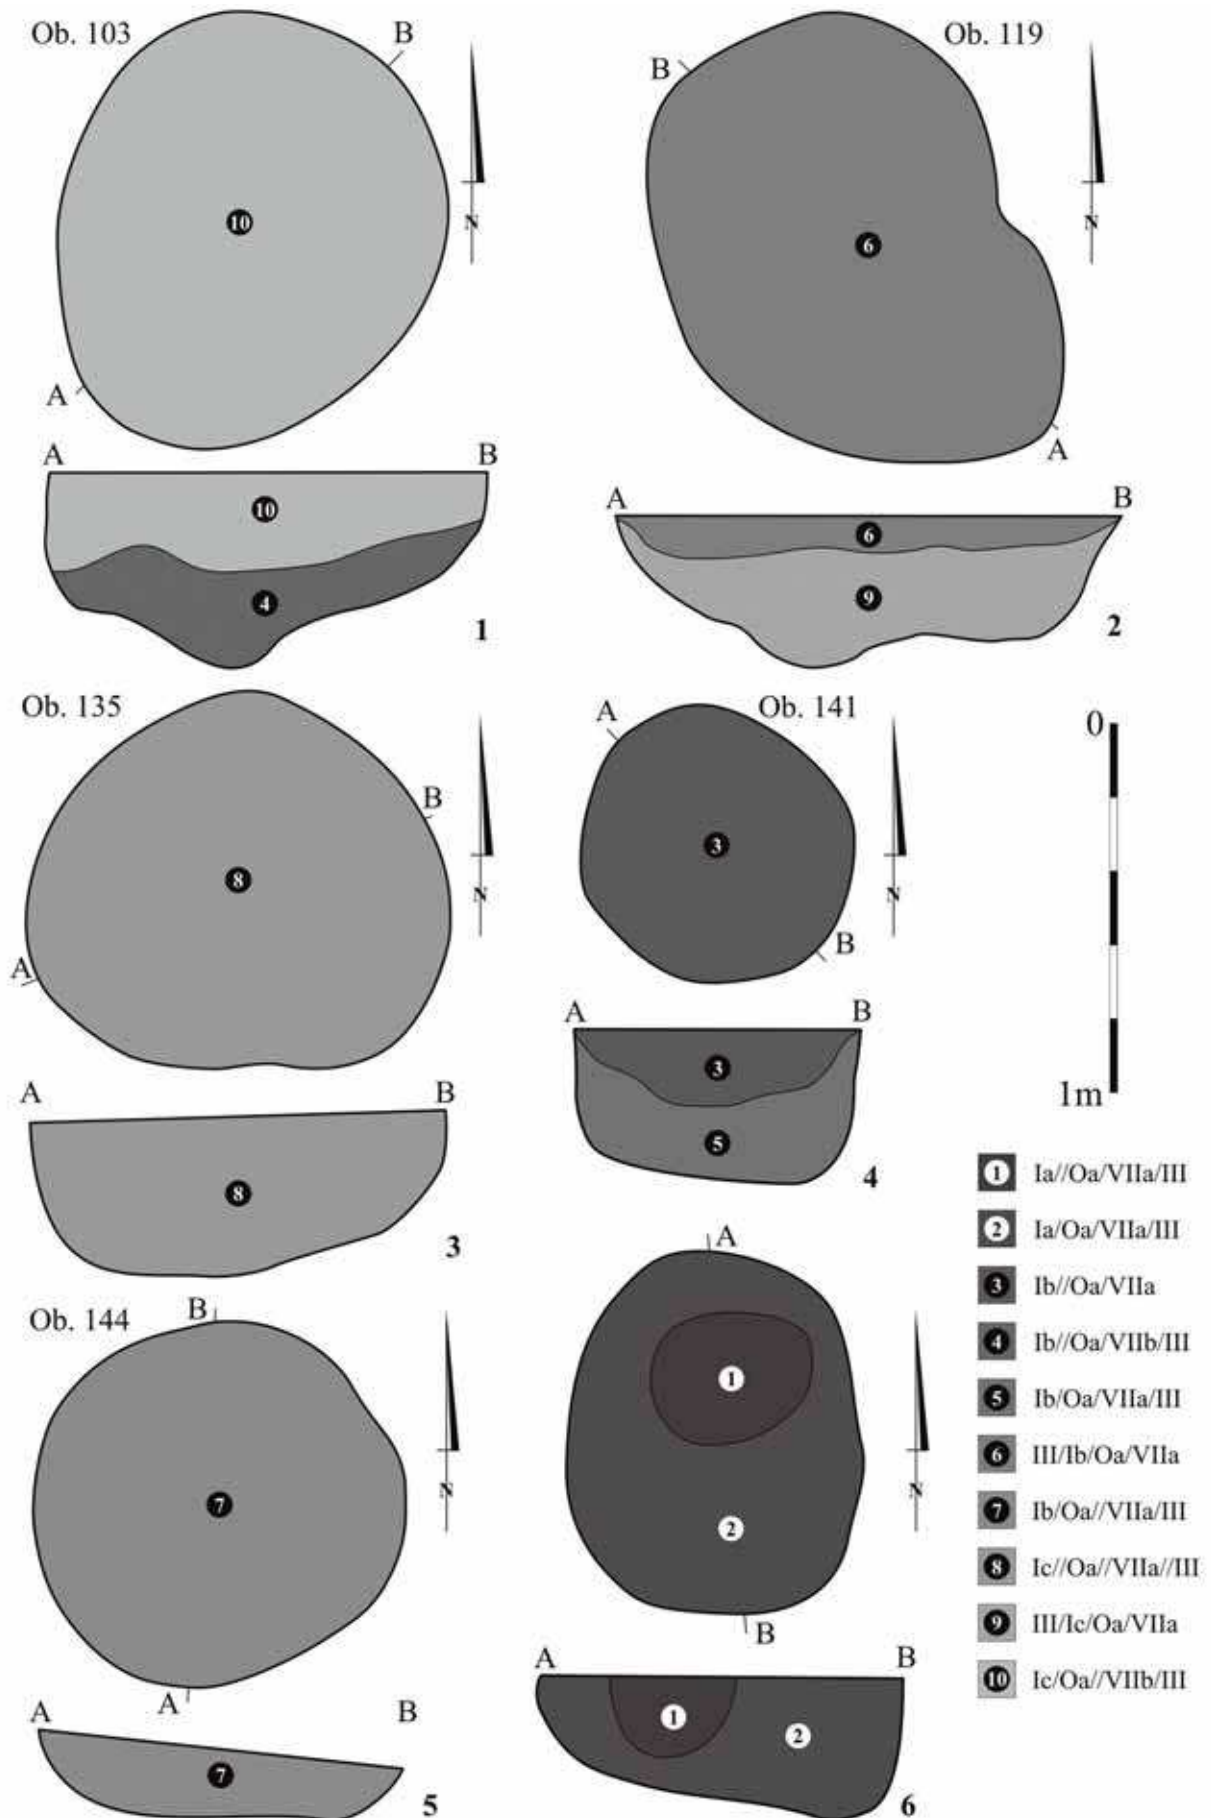 Ob. 103
B
N
10
A
A
B
10
4
1
Ob. 119
B
N
6
A
A
B
6
9
2
Ob. 135
B
N
8
A
A
B
8
3
Ob. 141
A
N
3
B
A
B
3
5
4
0
1m
Ob. 144
B
N
7
A
A
B
7
5
A
1
N
2
B
A
B
1
2
6
1 Ia//Oa/VIIa/III
2 Ia/Oa/VIIa/III
3 Ib//Oa/VIIa
4 Ib//Oa/VIIb/III
5 Ib/Oa/VIIa/III
6 III/Ib/Oa/VIIa
7 Ib/Oa//VIIa/III
8 Ic//Oa//VIIa//III
9 III/Ic/Oa/VIIa
10 Ic/Oa//VIIb/III